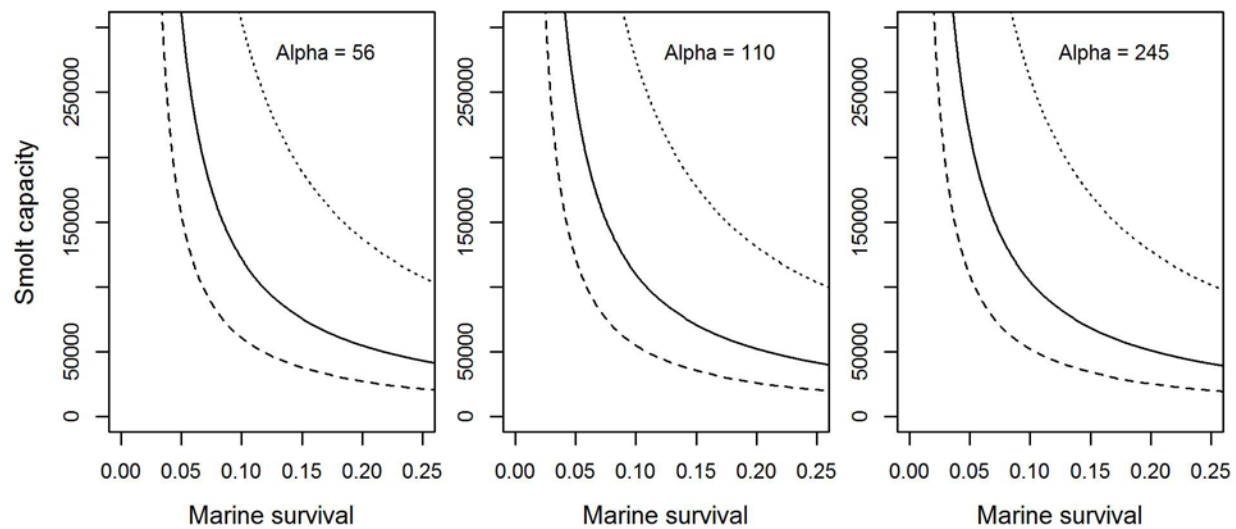 Alpha = 56
Alpha = 110
Alpha = 245
Smolt capacity
250000
150000
50000
0
250000
150000
50000
0
250000
150000
50000
0
0.00 0.05 0.10 0.15 0.20 0.25
0.00 0.05 0.10 0.15 0.20 0.25
0.00 0.05 0.10 0.15 0.20 0.25
Marine survival
Marine survival
Marine survival